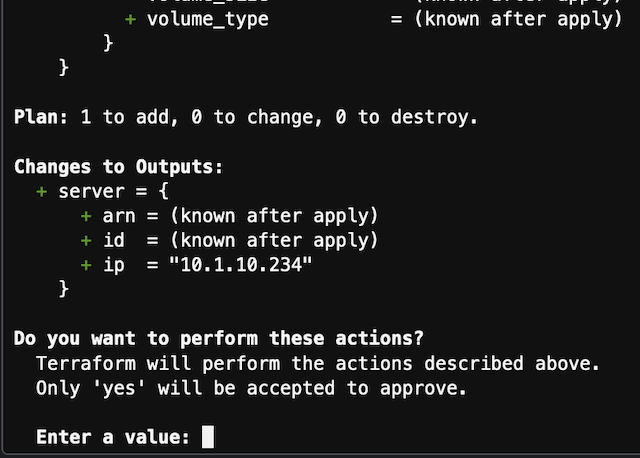 + volume_type = (known after apply)
}
}
Plan: 1 to add, 0 to change, 0 to destroy.
Changes to Outputs:
+ server = {
+ arn = (known after apply)
+ id = (known after apply)
+ ip = "10.1.10.234"
}
Do you want to perform these actions?
Terraform will perform the actions described above.
Only 'yes' will be accepted to approve.
Enter a value: